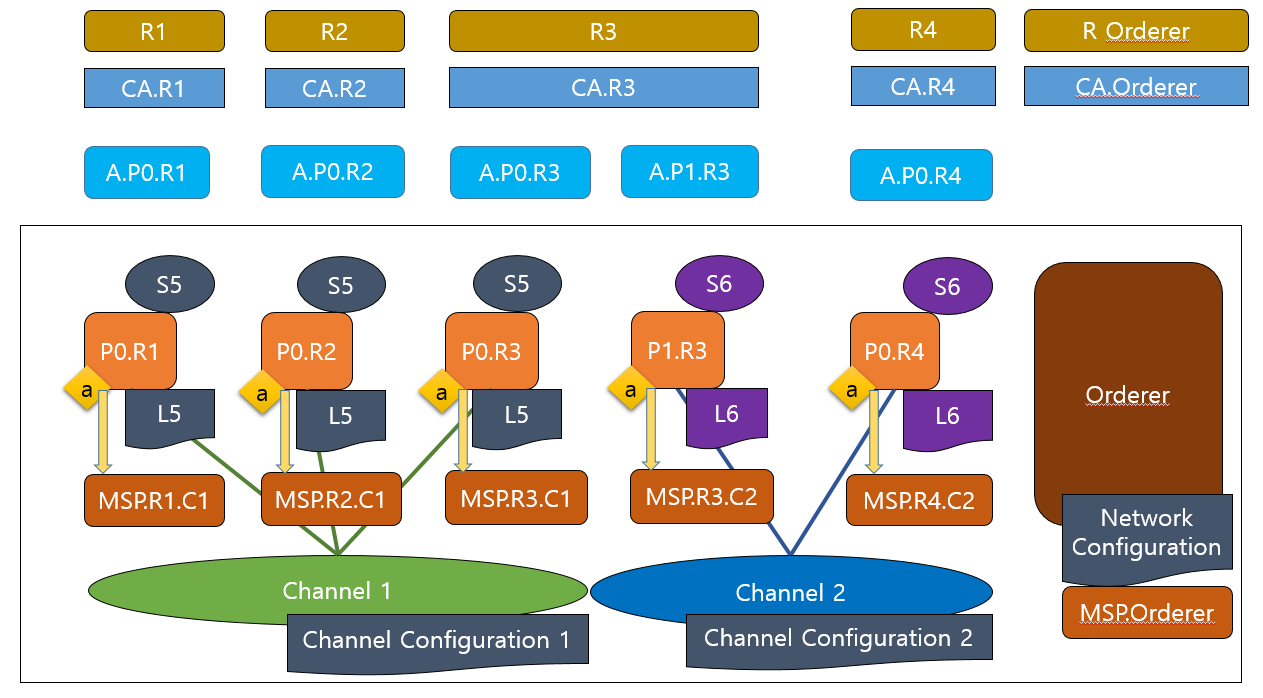 R1
R2
R3
R4
R Orderer
CA.R1
CA.R2
CA.R3
CA.R4
CA.Orderer
A.P0.R1
A.P0.R2
A.P0.R3
A.P1.R3
A.P0.R4
S5
S5
S5
S6
S6
P0.R1
P0.R2
P0.R3
P1.R3
P0.R4
a
a
a
a
a
L5
L5
L5
L6
L6
Orderer
MSP.R1.C1
MSP.R2.C1
MSP.R3.C1
MSP.R3.C2
MSP.R4.C2
Network
Configuration
Channel 1
Channel 2
MSP.Orderer
Channel Configuration 1
Channel Configuration 2